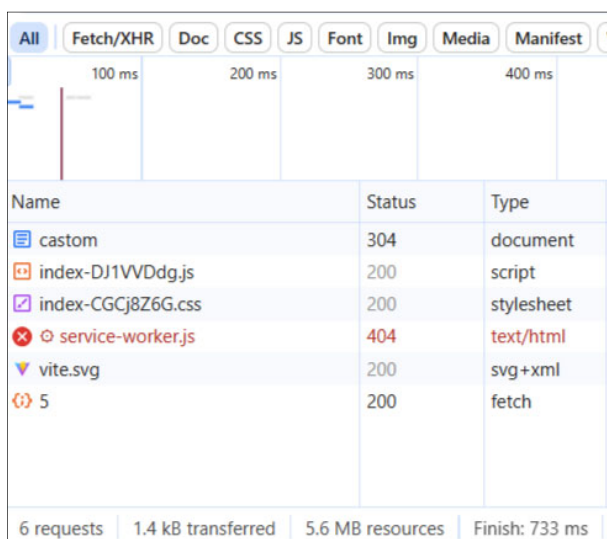 All Fetch/XHR Doc CSS JS Font Img Media Manifest
100 ms 200 ms 300 ms 400 ms
Name Status Type
castom 304 document
index-DJ1VVDdg.js 200 script
index-CGCj8Z6G.css 200 stylesheet
service-worker.js 404 text/html
vite.svg 200 svg+xml
5 200 fetch
6 requests 1.4 kB transferred 5.6 MB resources Finish: 733 ms